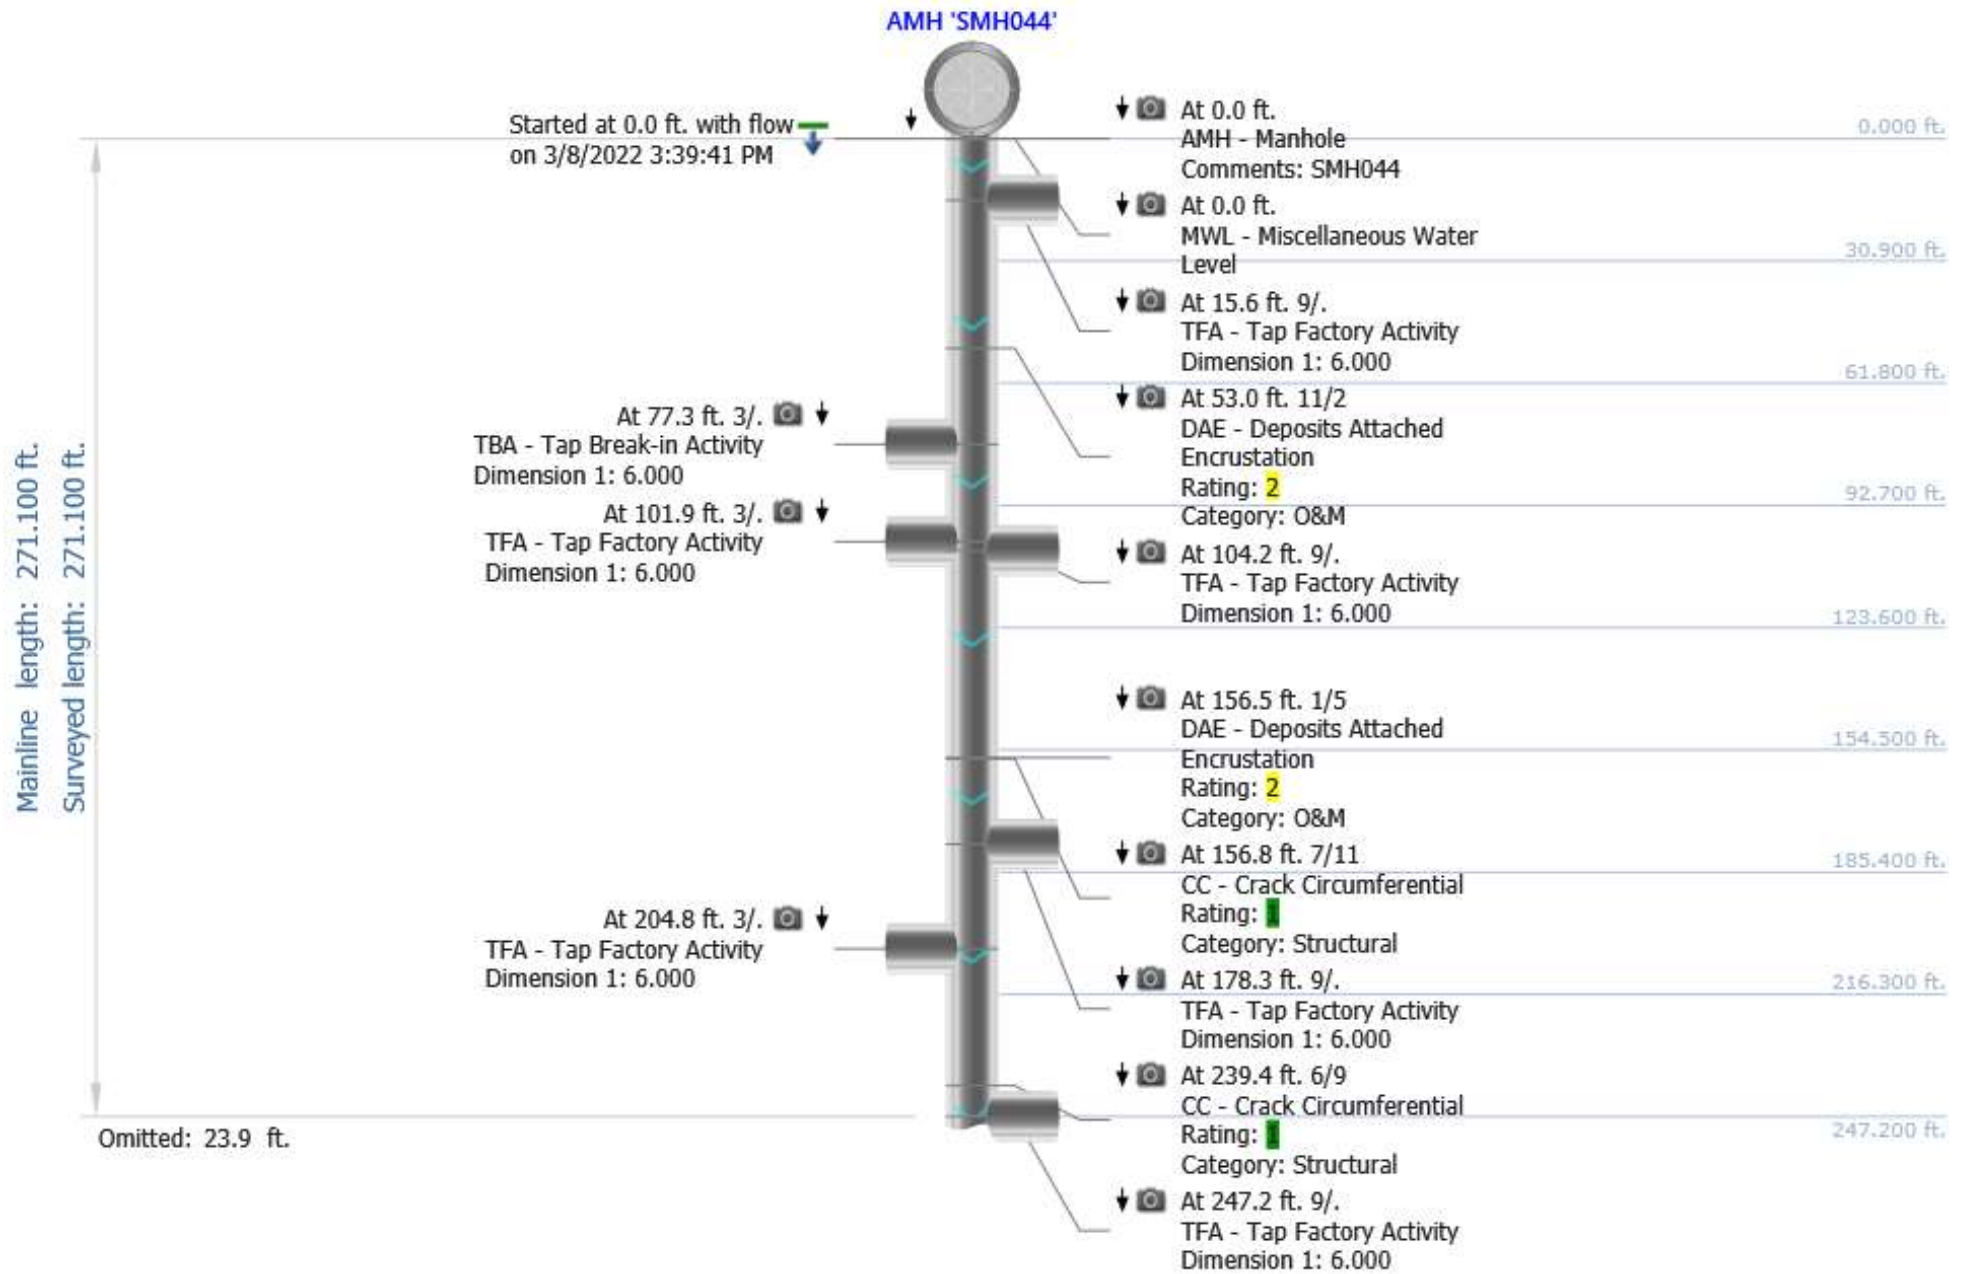 AMH 'SMH044'
Started at 0.0 ft. with flow
on 3/8/2022 3:39:41 PM
At 0.0 ft.
AMH - Manhole
Comments: SMH044
0.000 ft.
At 0.0 ft.
MWL - Miscellaneous Water
Level
30.900 ft.
At 15.6 ft. 9/.
TFA - Tap Factory Activity
Dimension 1: 6.000
61.800 ft.
At 53.0 ft. 11/2
DAE - Deposits Attached
Encrustation
Rating: 2
Category: O&M
92.700 ft.
At 77.3 ft. 3/.
TBA - Tap Break-in Activity
Dimension 1: 6.000
At 101.9 ft. 3/.
TFA - Tap Factory Activity
Dimension 1: 6.000
At 104.2 ft. 9/.
TFA - Tap Factory Activity
Dimension 1: 6.000
123.600 ft.
Mainline length: 271.100 ft.
Surveyed length: 271.100 ft.
At 156.5 ft. 1/5
DAE - Deposits Attached
Encrustation
Rating: 2
Category: O&M
154.500 ft.
At 156.8 ft. 7/11
CC - Crack Circumferential
Rating: 1
Category: Structural
185.400 ft.
At 204.8 ft. 3/.
TFA - Tap Factory Activity
Dimension 1: 6.000
At 178.3 ft. 9/.
TFA - Tap Factory Activity
Dimension 1: 6.000
216.300 ft.
At 239.4 ft. 6/9
CC - Crack Circumferential
Rating: 1
Category: Structural
247.200 ft.
Omitted: 23.9 ft.
At 247.2 ft. 9/.
TFA - Tap Factory Activity
Dimension 1: 6.000